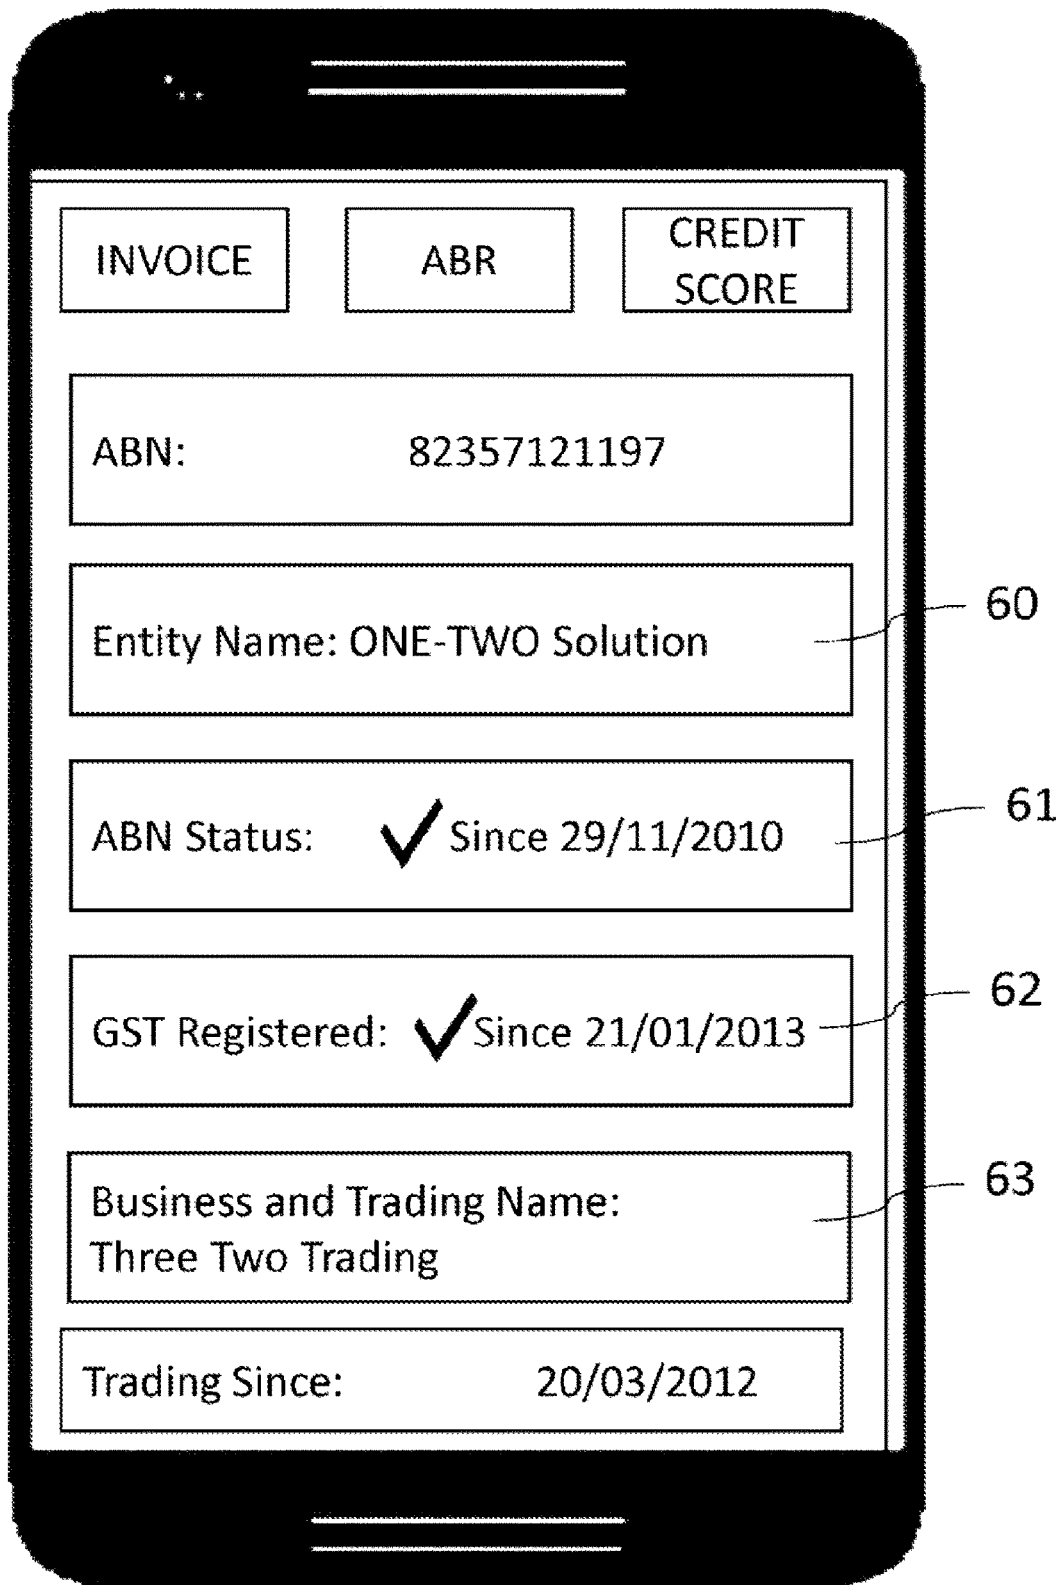 INVOICE
ABR
CREDIT
SCORE
ABN: 82357121197
Entity Name: ONE-TWO Solution
60
ABN Status: ✓ Since 29/11/2010
61
GST Registered: ✓ Since 21/01/2013
62
Business and Trading Name:
Three Two Trading
63
Trading Since: 20/03/2012